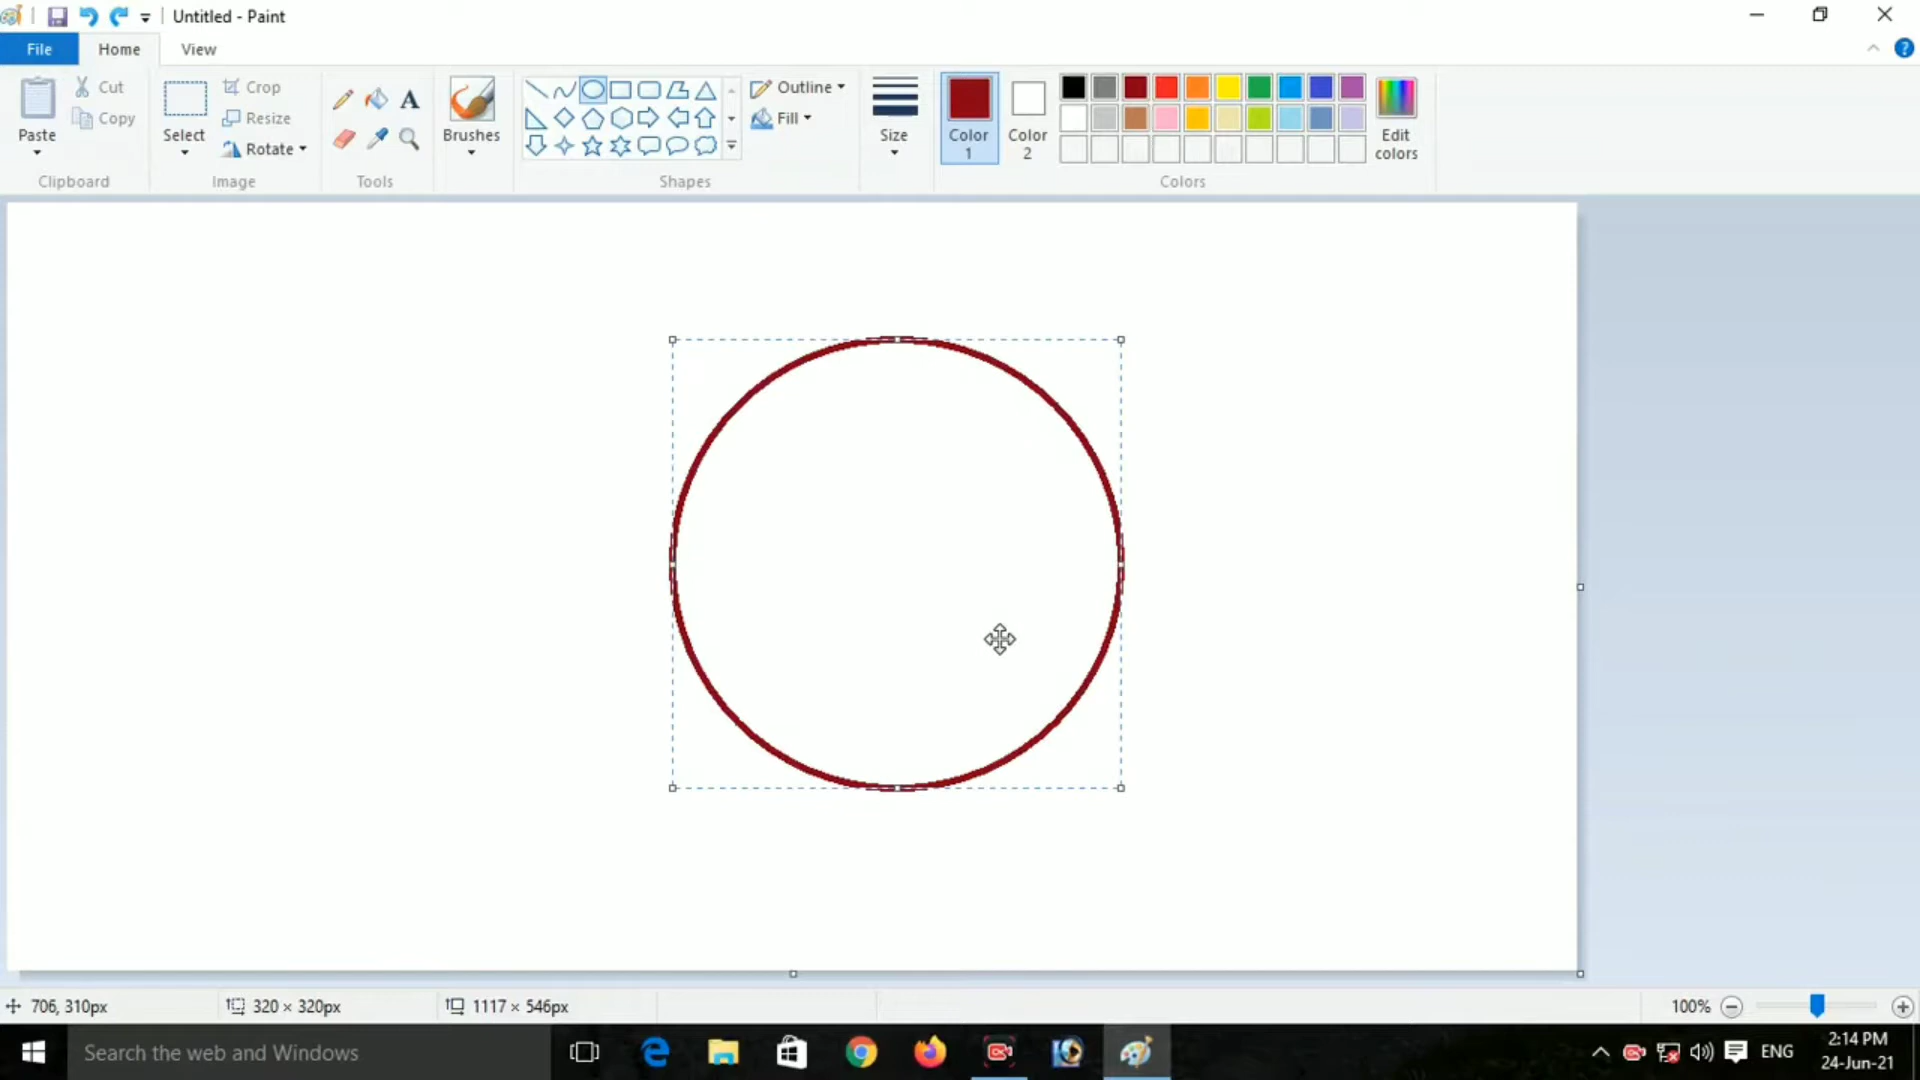 Untitled - Paint
File Home View
Paste Cut Copy Select Crop Resize Rotate Brushes Outline Fill Size Color 1 Color 2 Edit colors
Clipboard Image Tools Shapes Colors
706, 310px 320 × 320px 1117 × 546px 100%
Search the web and Windows ENG 2:14 PM
24-Jun-21